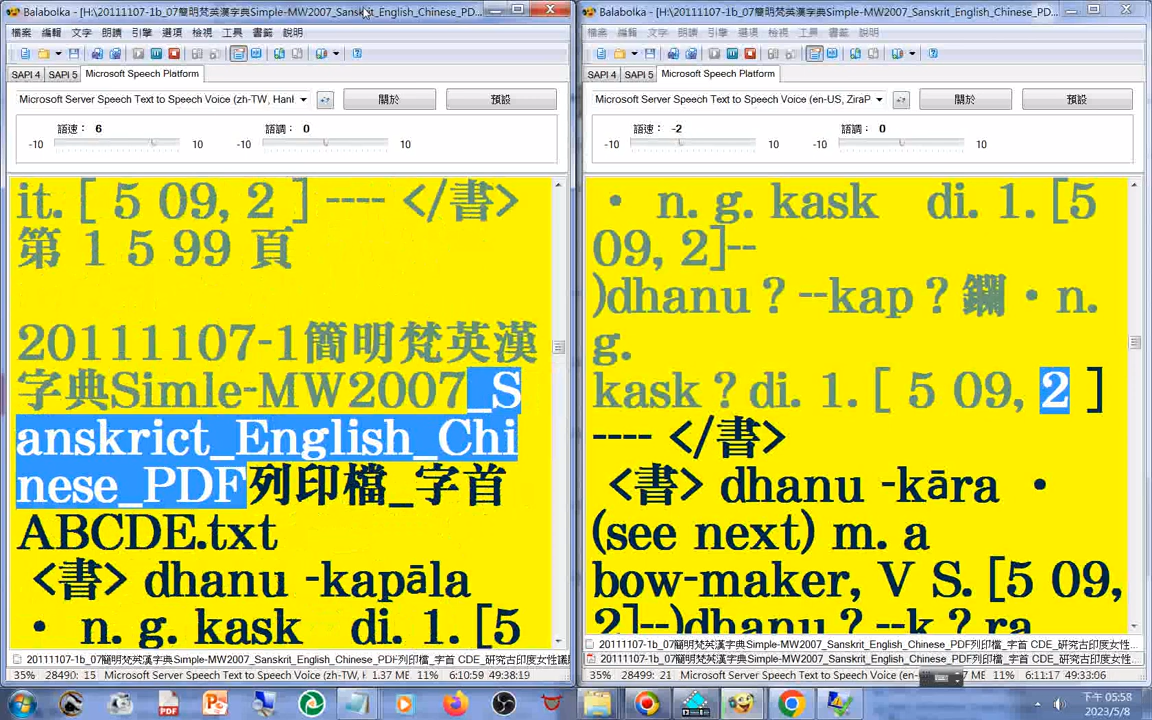 Balabolka - [H:\20111107-1b_07簡明梵英漢字典Simple-MW2007_Sanskrit_English_Chinese_PD...
檔案 編輯 文字 朗讀 引擎 選項 檢視 工具 書籤 說明
SAPI 4 SAPI 5 Microsoft Speech Platform
Microsoft Server Speech Text to Speech Voice (zh-TW, Hanl
關於 預設
語速： 6 語調： 0
-10 10 -10 10
it. [ 5 09, 2 ] ---- </書>
第 1 5 99 頁
20111107-1簡明梵英漢
字典Simle-MW2007_S
anskrict_English_Chi
nese_PDF列印檔_字首
ABCDE.txt
<書> dhanu -kapāla
• n. g. kask di. 1. [5
20111107-1b_07簡明梵英漢字典Simple-MW2007_Sanskrit_English_Chinese_PDF列印檔_字首 CDE_研究古印度女性議
35% 28490: 15 Microsoft Server Speech Text to Speech Voice (zh-TW, H 1.37 MB 11% 6:10:59 49:38:19
Balabolka - [H:\20111107-1b_07簡明梵英漢字典Simple-MW2007_Sanskrit_English_Chinese_PD...
檔案 編輯 文字 朗讀 引擎 選項 檢視 工具 書籤 說明
SAPI 4 SAPI 5 Microsoft Speech Platform
Microsoft Server Speech Text to Speech Voice (en-US, ZiraP
關於 預設
語速： -2 語調： 0
-10 10 -10 10
• n. g. kask di. 1. [5
09, 2]--
)dhanu？--kap？鑭•n.
g.
kask？di. 1. [ 5 09, 2 ]
---- </書>
<書> dhanu -kāra •
(see next) m. a
bow-maker, V S. [5 09,
2]--)dhanu？--k？ra
20111107-1b_07簡明梵英漢字典Simple-MW2007_Sanskrit_English_Chinese_PDF列印檔_字首 CDE_研究古印度女性
20111107-1b_07簡明梵英漢字典Simple-MW2007_Sanskrit_English_Chinese_PDF列印檔_字首 CDE_研究古印度女性...
35% 28499: 21 Microsoft Server Speech Text to Speech Voice (en-US, 11% 6:11:17 49:33:06
下午 05:58
2023/5/8